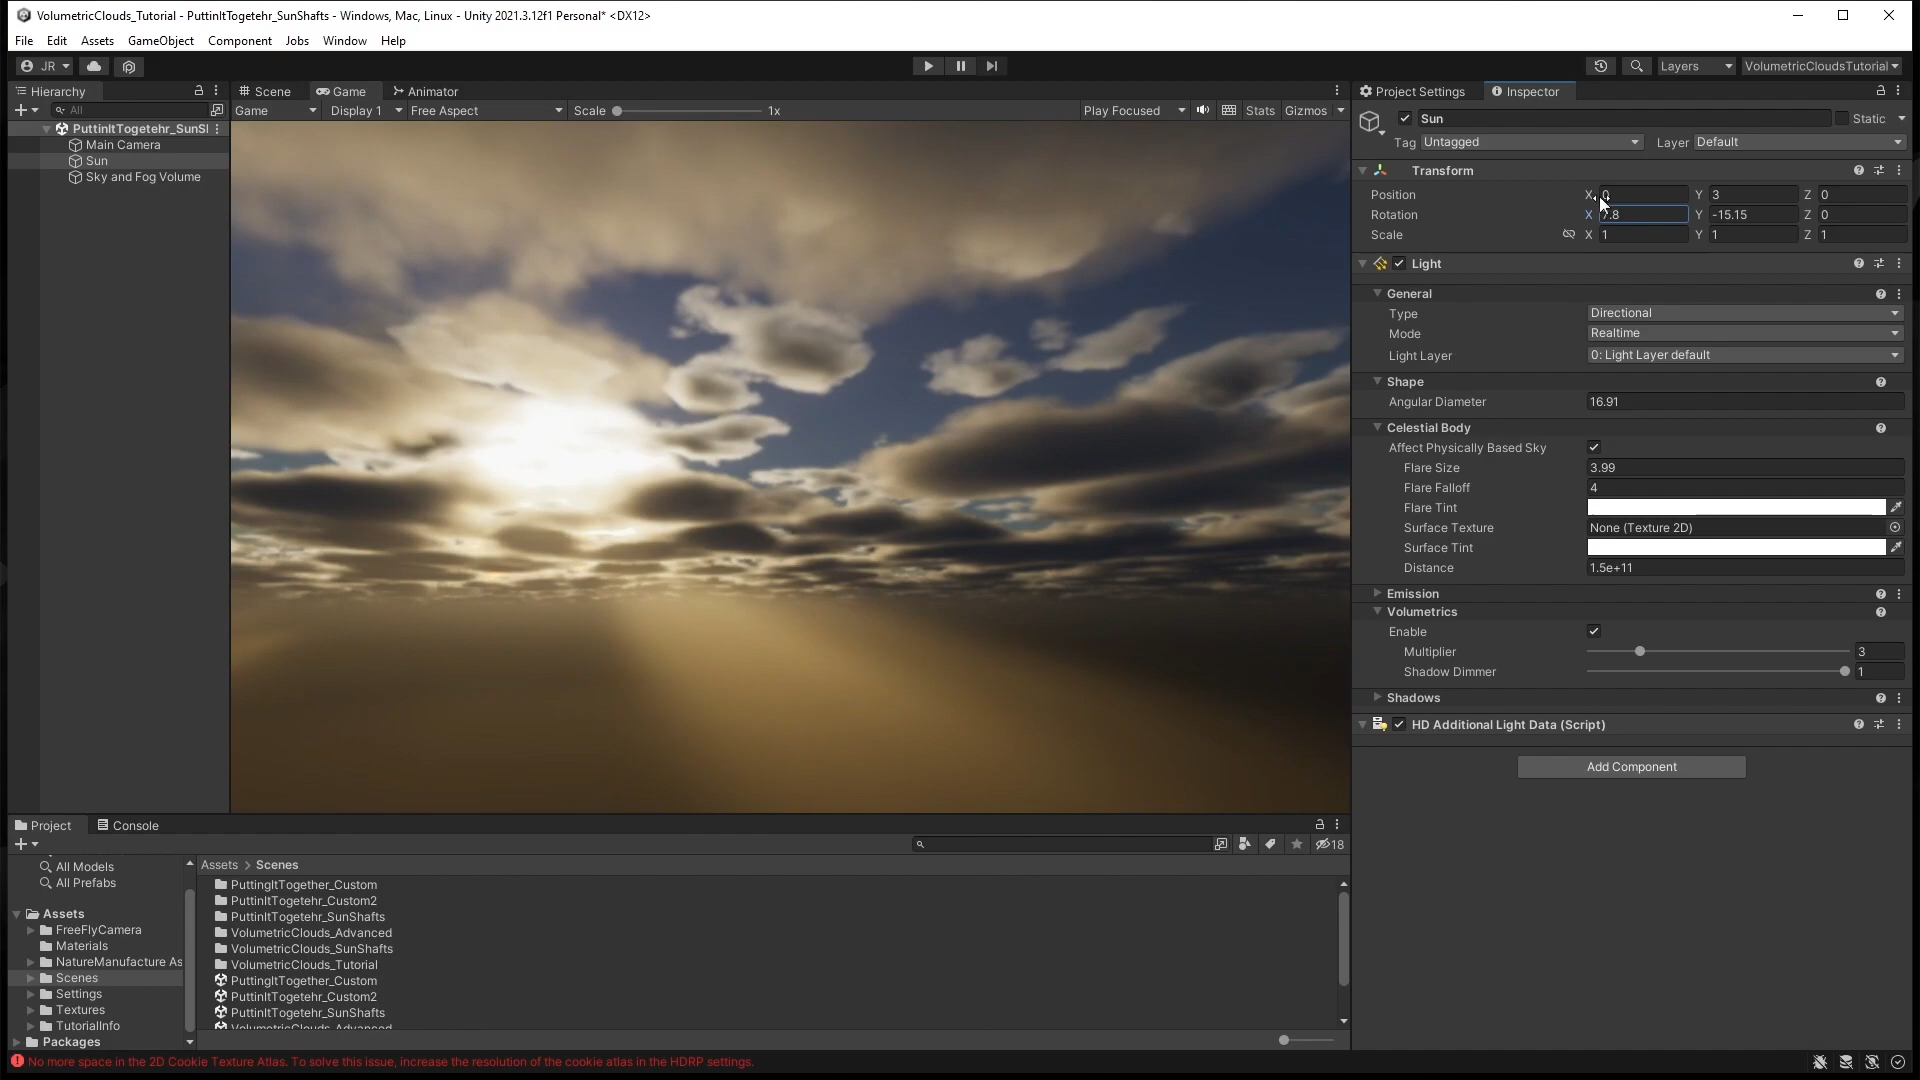 VolumetricClouds_Tutorial - PuttinItTogetehr_SunShafts - Windows, Mac, Linux - Unity 2021.3.12f1 Personal* <DX12>
File Edit Assets GameObject Component Jobs Window Help
JR Layers VolumetricCloudsTutorial
Hierarchy
All
PuttinItTogetehr_SunSl
Main Camera
Sun
Sky and Fog Volume
Scene Game Animator
Game Display 1 Free Aspect Scale 1x Play Focused Stats Gizmos
Project Settings Inspector
Sun Static
Tag Untagged Layer Default
Transform
Position X 0 Y 3 Z 0
Rotation X 7.8 Y -15.15 Z 0
Scale X 1 Y 1 Z 1
Light
General
Type Directional
Mode Realtime
Light Layer 0: Light Layer default
Shape
Angular Diameter 16.91
Celestial Body
Affect Physically Based Sky
Flare Size 3.99
Flare Falloff 4
Flare Tint
Surface Texture None (Texture 2D)
Surface Tint
Distance 1.5e+11
Emission
Volumetrics
Enable
Multiplier 3
Shadow Dimmer 1
Shadows
HD Additional Light Data (Script)
Add Component
Project Console
18
All Models
All Prefabs
Assets
FreeFlyCamera
Materials
NatureManufacture As
Scenes
Settings
Textures
TutorialInfo
Packages
Assets > Scenes
PuttingItTogether_Custom
PuttinItTogetehr_Custom2
PuttinItTogetehr_SunShafts
VolumetricClouds_Advanced
VolumetricClouds_SunShafts
VolumetricClouds_Tutorial
PuttingItTogether_Custom
PuttinItTogetehr_Custom2
PuttinItTogetehr_SunShafts
VolumetricClouds_Advanced
No more space in the 2D Cookie Texture Atlas. To solve this issue, increase the resolution of the cookie atlas in the HDRP settings.